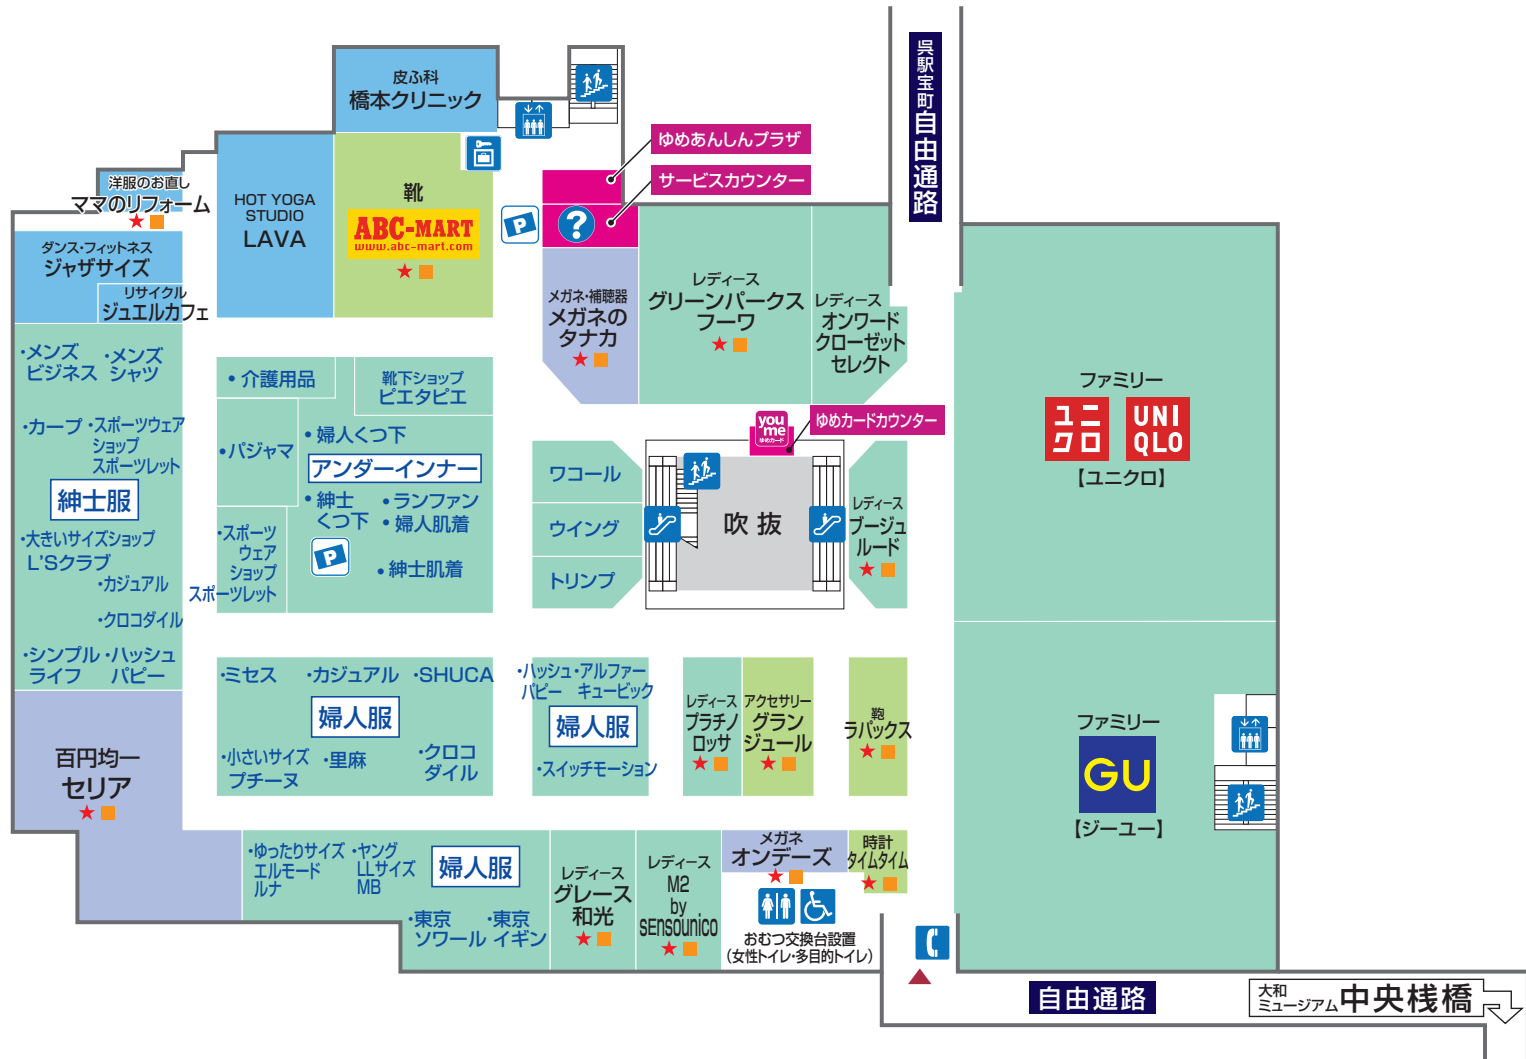 呉駅宝町
自由通路
皮ふ科
橋本クリニック
ゆめあんしんプラザ
サービスカウンター
洋服のお直し
ママのリフォーム
HOT YOGA
STUDIO
LAVA
靴
ABC-MART
www.abc-mart.com
P
?
ダンス・フィットネス
ジャザサイズ
リサイクル
ジュエルカフェ
メガネ・補聴器
メガネの
タナカ
レディース
グリーンパークス
フーワ
レディース
オンワード
クローゼット
セレクト
・メンズ
ビジネス
・メンズ
シャツ
・カープ
・スポーツウェア
ショップ
スポーツレット
紳士服
・大きいサイズショップ
L'Sクラブ
・カジュアル
・クロコダイル
・シンプル
ライフ
・ハッシュ
パピー
・介護用品
靴下ショップ
ピエタピエ
・パジャマ
・婦人くつ下
アンダーインナー
・紳士
くつ下
・ランファン
・婦人肌着
・スポーツ
ウェア
ショップ
スポーツレット
P
・紳士肌着
ワコール
ウイング
トリンプ
you
me
ゆめカード
ゆめカードカウンター
吹抜
レディース
ブージュ
ルード
ファミリー
ユニ
クロ
UNI
QLO
【ユニクロ】
・ミセス
・カジュアル
・SHUCA
婦人服
・小さいサイズ
プチーヌ
・里麻
・クロコ
ダイル
・ハッシュ
パピー
・アルファー
キュービック
婦人服
・スイッチモーション
レディース
プラチノ
ロッサ
アクセサリー
グラン
ジュール
鞄
ラパックス
ファミリー
GU
【ジーユー】
百円均一
セリア
・ゆったりサイズ
エルモード
ルナ
・ヤング
LLサイズ
MB
婦人服
・東京
ソワール
・東京
イギン
レディース
グレース
和光
レディース
M2
by
sensounico
メガネ
オンデーズ
時計
タイムタイム
おむつ交換台設置
（女性トイレ・多目的トイレ）
自由通路
大和
ミュージアム
中央桟橋